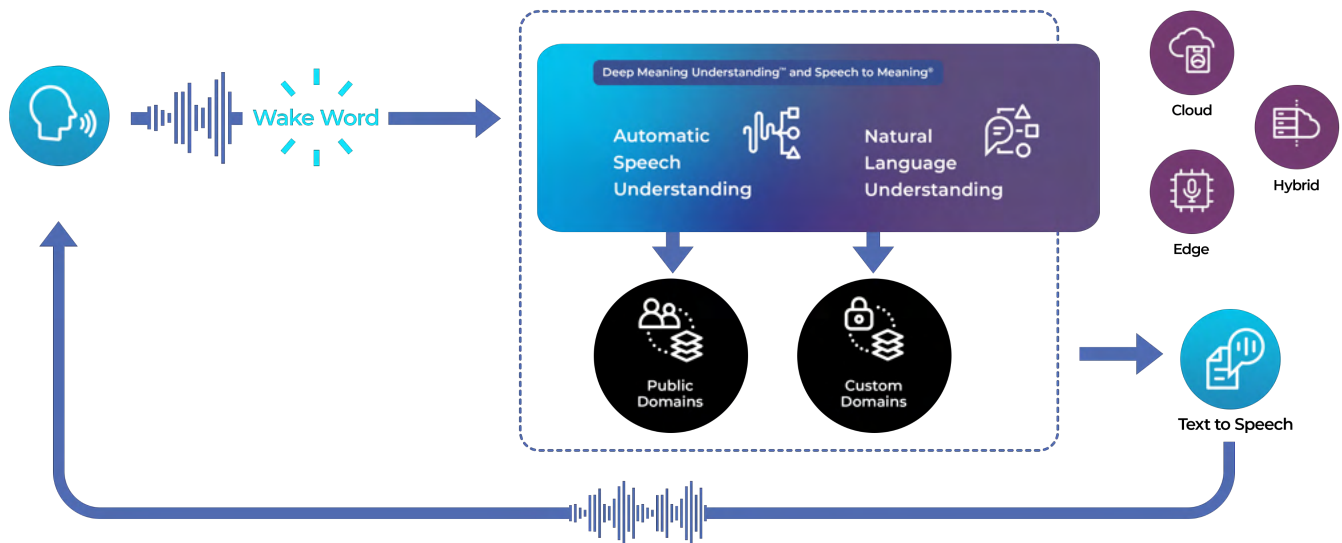 Wake Word
Deep Meaning Understanding™ and Speech to Meaning®
Automatic
Speech
Understanding
Natural
Language
Understanding
Public
Domains
Custom
Domains
Cloud
Hybrid
Edge
Text to Speech